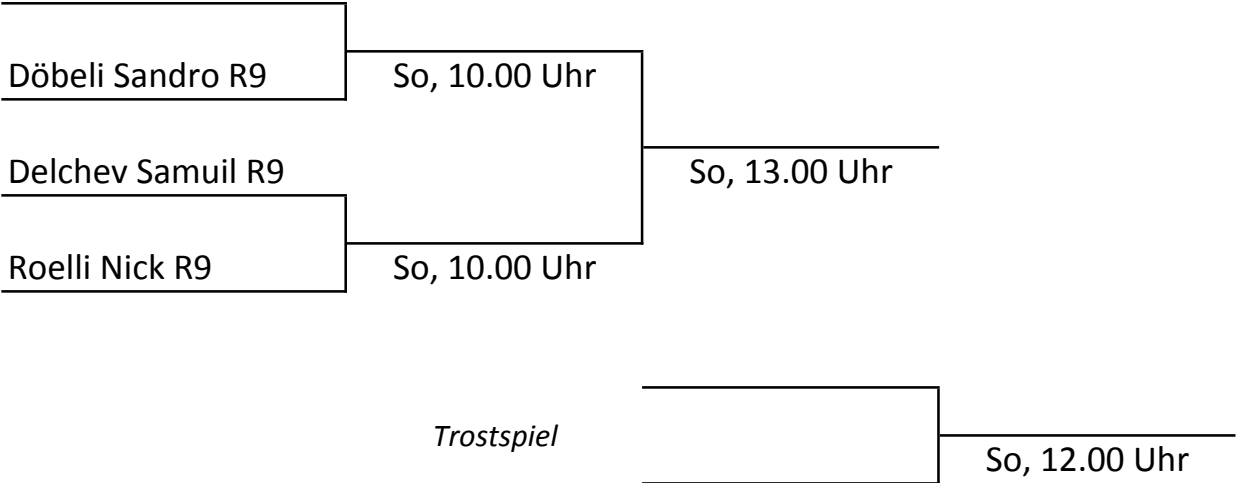 Döbeli Sandro R9
So, 10.00 Uhr
Delchev Samuil R9
So, 13.00 Uhr
Roelli Nick R9
So, 10.00 Uhr
Trostspiel
So, 12.00 Uhr